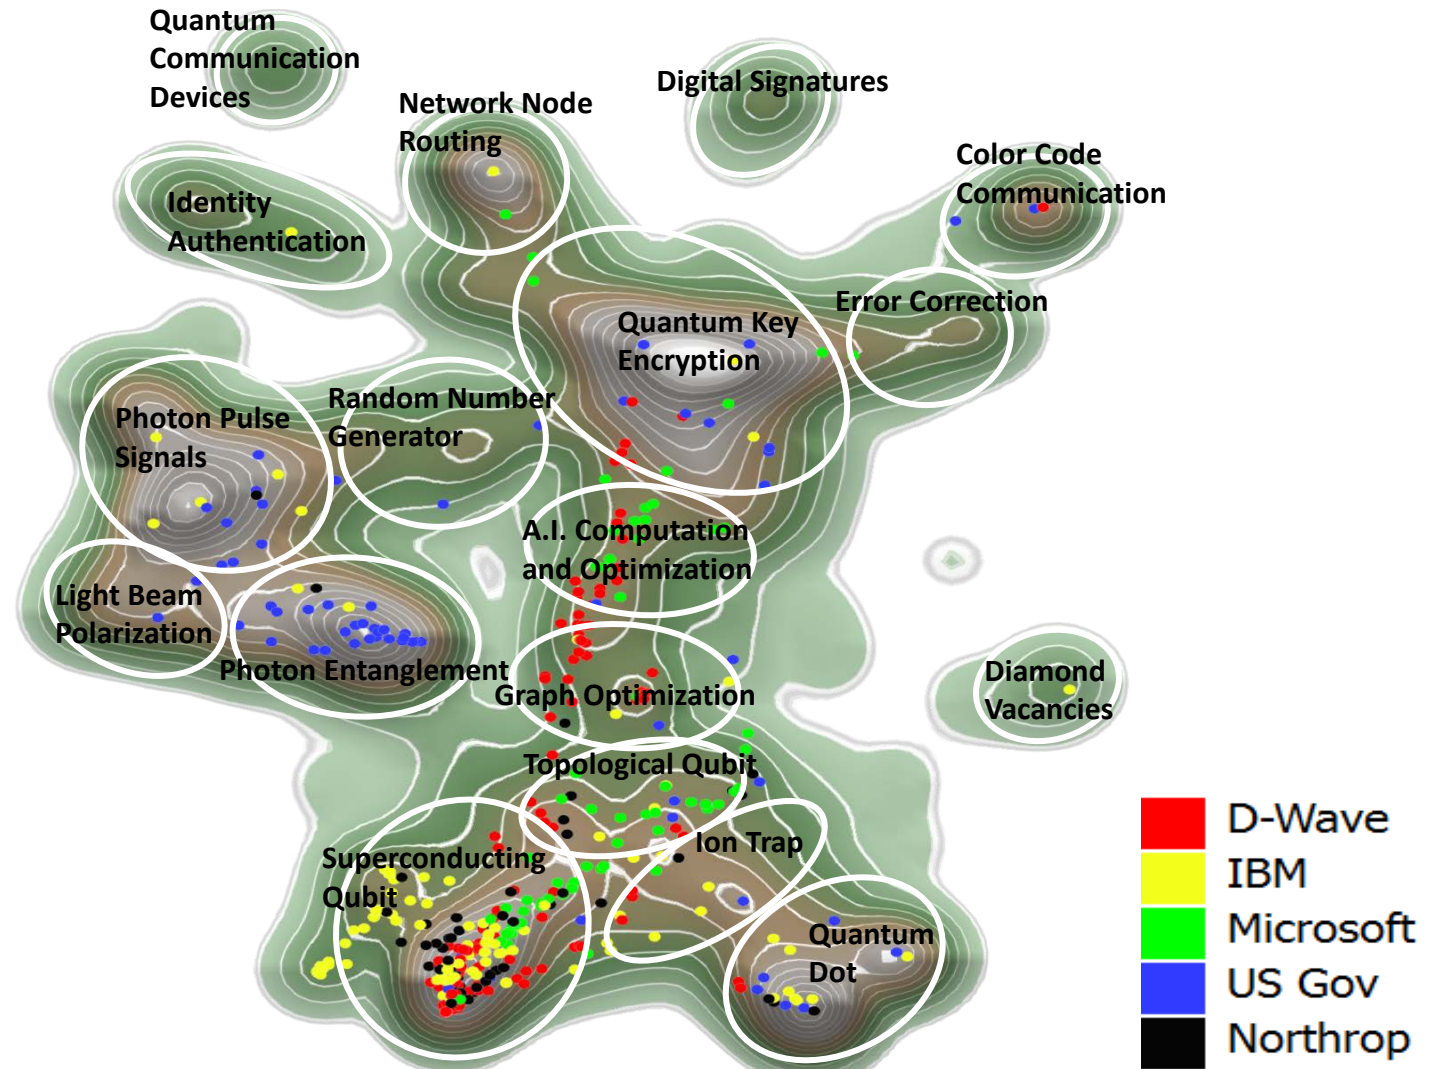 Quantum
Communication
Devices
Digital Signatures
Network Node
Routing
Color Code
Communication
Identity
Authentication
Error Correction
Quantum Key
Encryption
Random Number
Generator
Photon Pulse
Signals
A.I. Computation
and Optimization
Light Beam
Polarization
Photon Entanglement
Graph Optimization
Diamond
Vacancies
Topological Qubit
Ion Trap
Superconducting
Qubit
Quantum
Dot
D-Wave
IBM
Microsoft
US Gov
Northrop